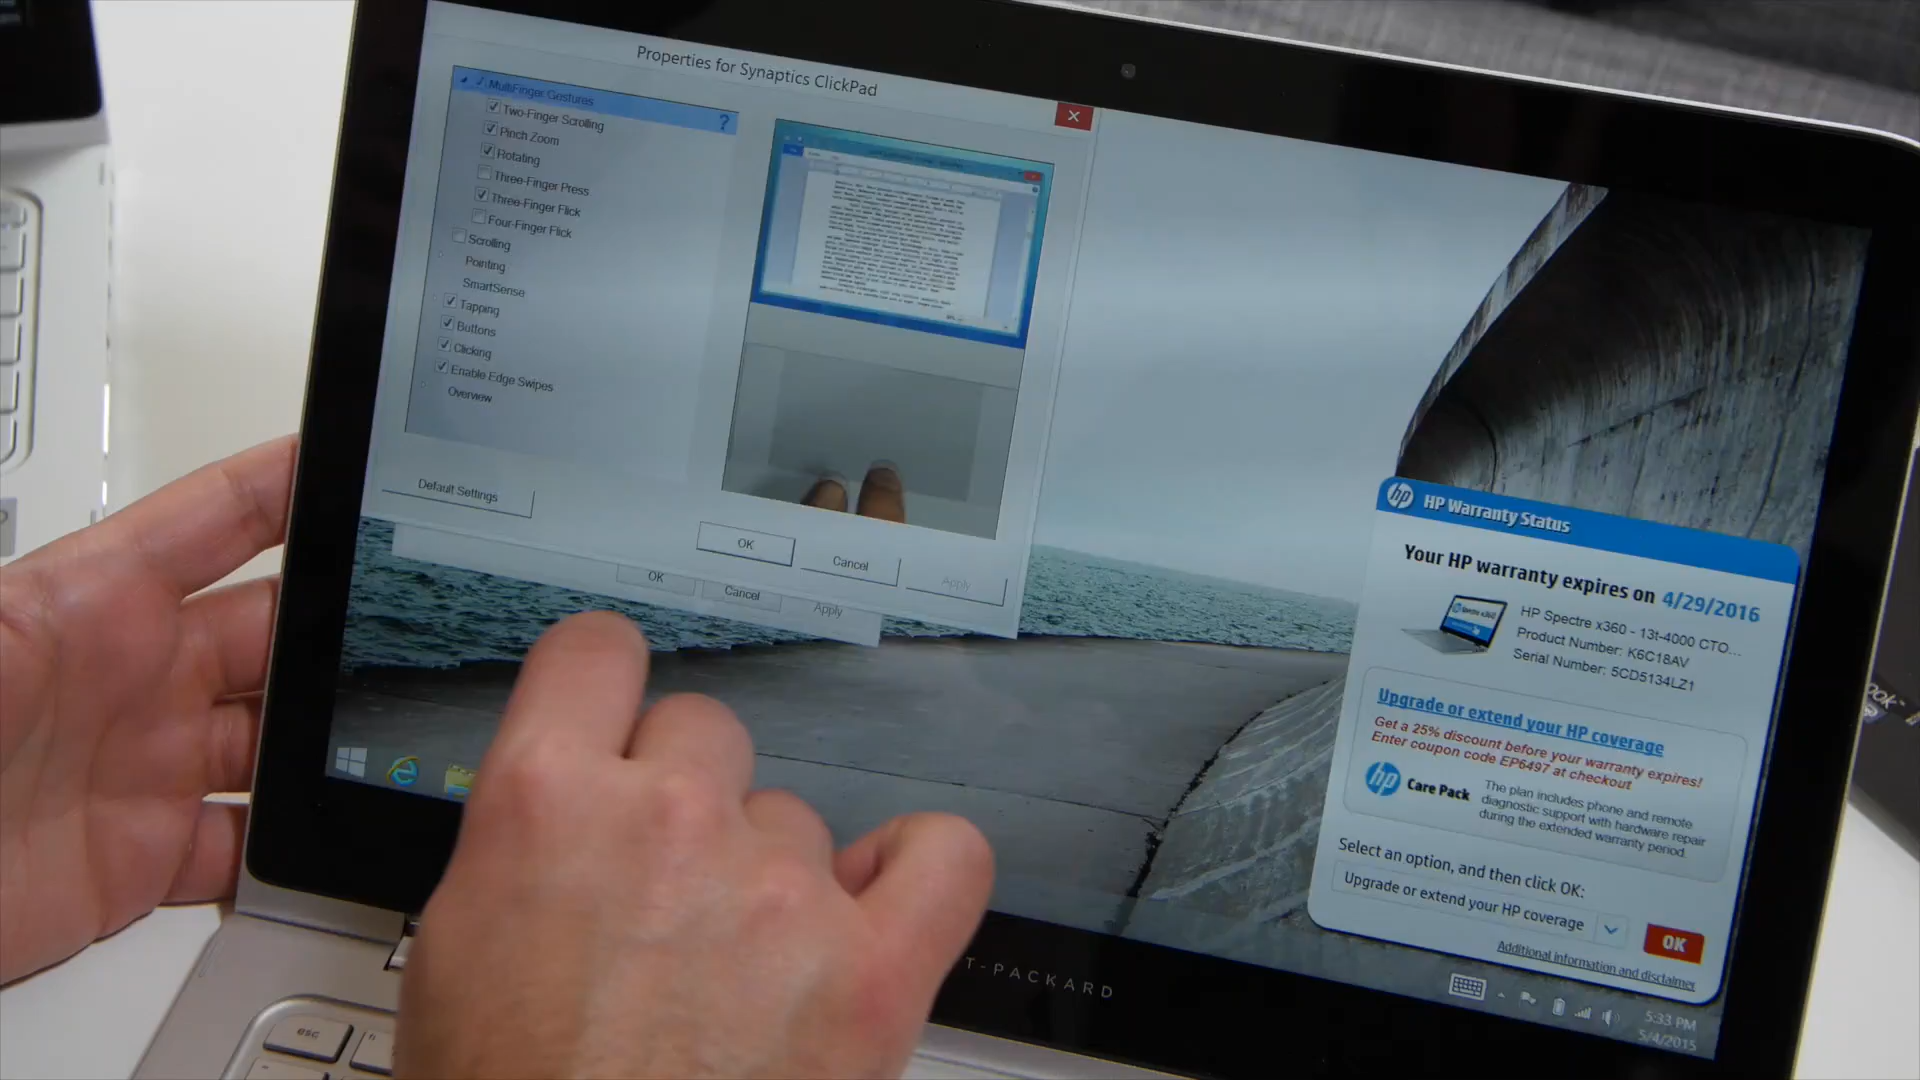 Properties for Synaptics ClickPad
MultiFinger Gestures
?
Two-Finger Scrolling
Pinch Zoom
Rotating
Three-Finger Press
Three-Finger Flick
Four-Finger Flick
Scrolling
Pointing
SmartSense
Tapping
Buttons
Clicking
Enable Edge Swipes
Overview
Default Settings
OK
Cancel
Apply
OK
Cancel
Apply
hp HP Warranty Status
Your HP warranty expires on 4/29/2016
HP Spectre x360 - 13t-4000 CTO...
Product Number: K6C18AV
Serial Number: 5CD5134LZ1
Upgrade or extend your HP coverage
Get a 25% discount before your warranty expires!
Enter coupon code EP6497 at checkout
hp Care Pack
The plan includes phone and remote
diagnostic support with hardware repair
during the extended warranty period.
Select an option, and then click OK:
Upgrade or extend your HP coverage
OK
Additional information and disclaimer
5:33 PM
5/4/2015
T-PACKARD
esc